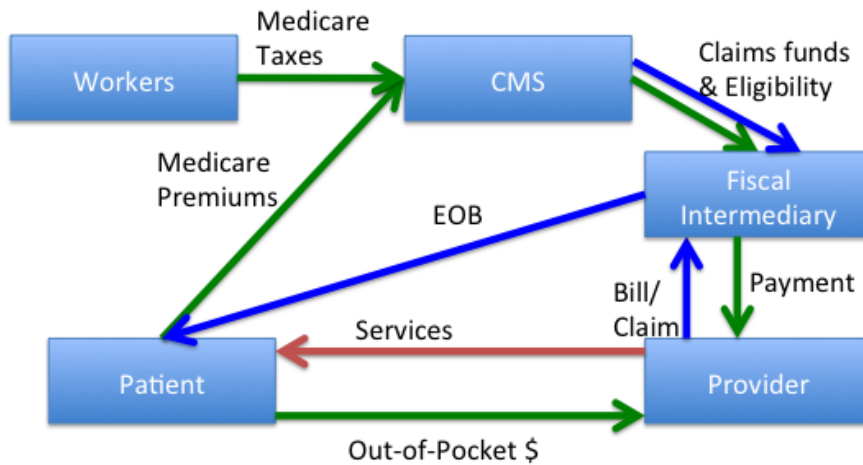 Medicare
Taxes
Workers
CMS
Claims funds
& Eligibility
Medicare
Premiums
EOB
Fiscal
Intermediary
Bill/
Claim
Payment
Services
Patient
Provider
Out-of-Pocket $